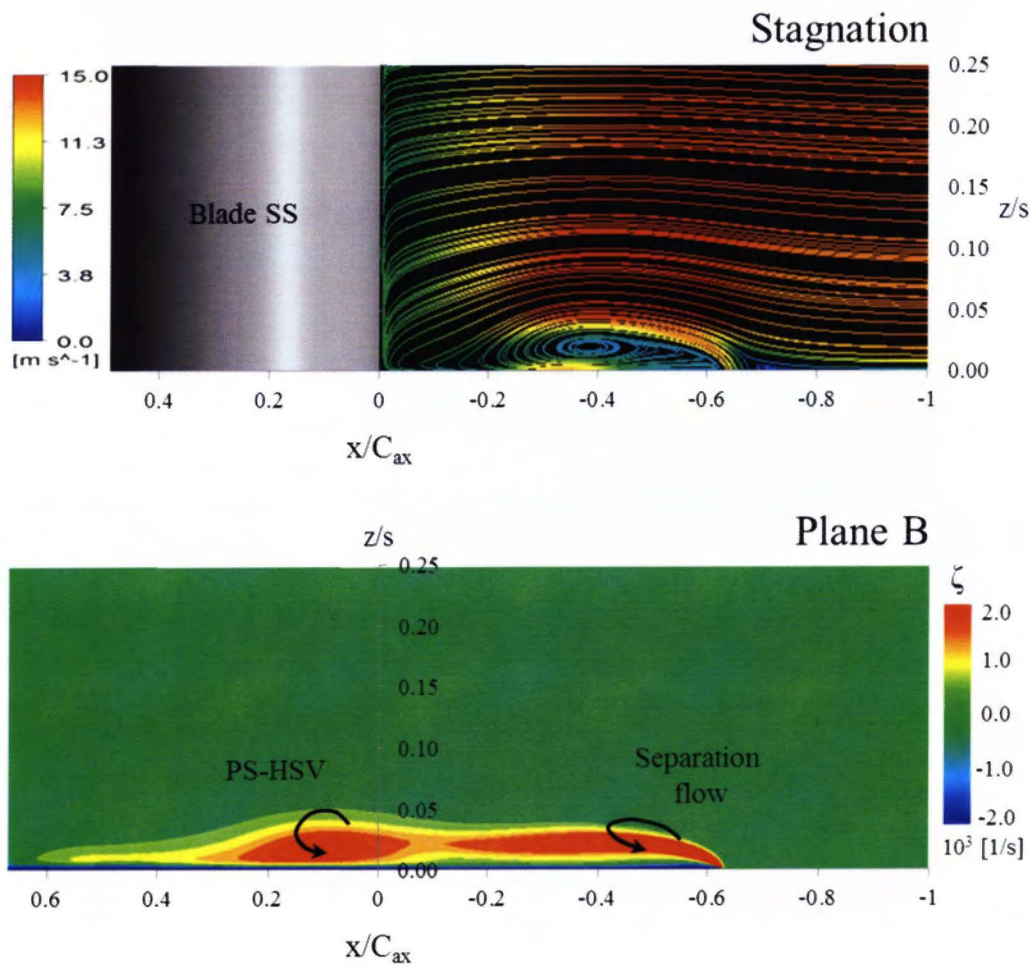 Stagnation
15.0
11.3
7.5
3.8
0.0
[m s^-1]
Blade SS
0.25
0.20
0.15
z/s
0.10
0.05
0.00
0.4 0.2 0 -0.2 -0.4 -0.6 -0.8 -1
x/Cax
Plane B
z/s
0.25
0.20
0.15
0.10
0.05
0.00
PS-HSV
Separation
flow
ζ
2.0
1.0
0.0
-1.0
-2.0
10³ [1/s]
0.6 0.4 0.2 0 -0.2 -0.4 -0.6 -0.8 -1
x/Cax